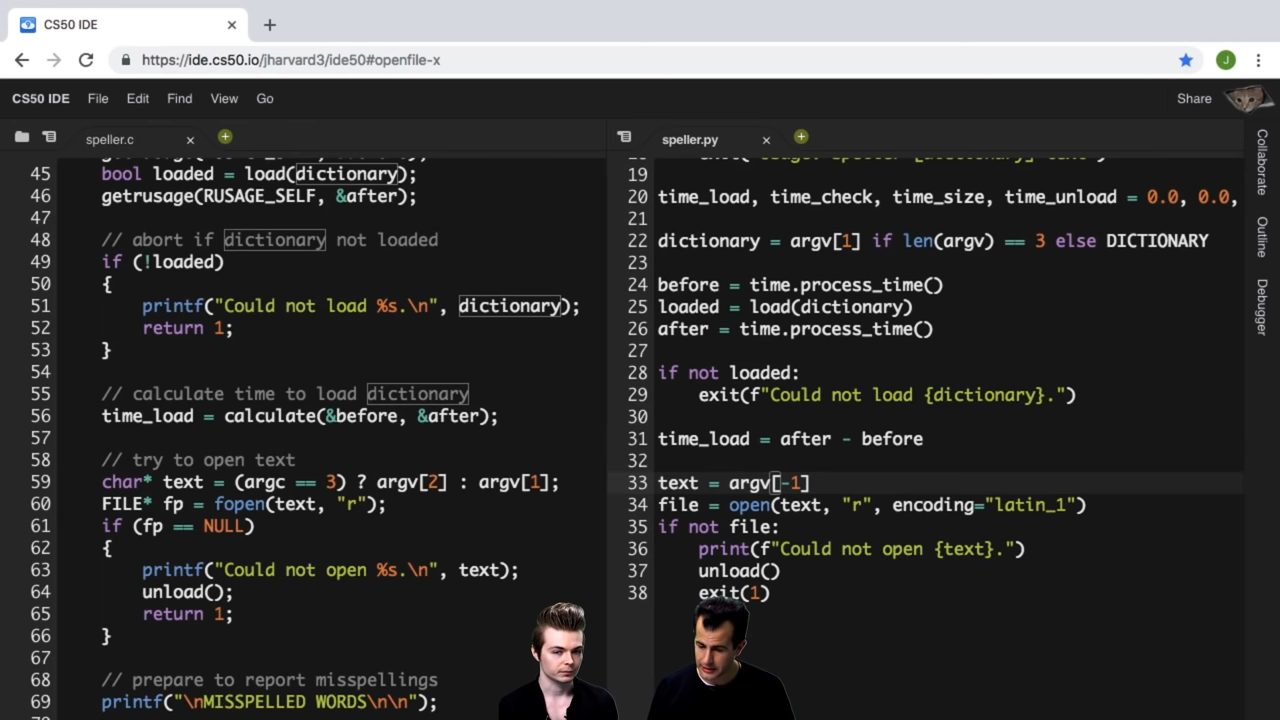 CS50 IDE
https://ide.cs50.io/jharvard3/ide50#openfile-x
J
CS50 IDE File Edit Find View Go
Share
speller.c
speller.py
45 bool loaded = load(dictionary);
46 getrusage(RUSAGE_SELF, &after);
47
48 // abort if dictionary not loaded
49 if (!loaded)
50 {
51 printf("Could not load %s.\n", dictionary);
52 return 1;
53 }
54
55 // calculate time to load dictionary
56 time_load = calculate(&before, &after);
57
58 // try to open text
59 char* text = (argc == 3) ? argv[2] : argv[1];
60 FILE* fp = fopen(text, "r");
61 if (fp == NULL)
62 {
63 printf("Could not open %s.\n", text);
64 unload();
65 return 1;
66 }
67
68 // prepare to report misspellings
69 printf("\nMISSPELLED WORDS\n\n");
19
20 time_load, time_check, time_size, time_unload = 0.0, 0.0,
21
22 dictionary = argv[1] if len(argv) == 3 else DICTIONARY
23
24 before = time.process_time()
25 loaded = load(dictionary)
26 after = time.process_time()
27
28 if not loaded:
29 exit(f"Could not load {dictionary}.")
30
31 time_load = after - before
32
33 text = argv[-1]
34 file = open(text, "r", encoding="latin_1")
35 if not file:
36 print(f"Could not open {text}.")
37 unload()
38 exit(1)
Collaborate
Outline
Debugger